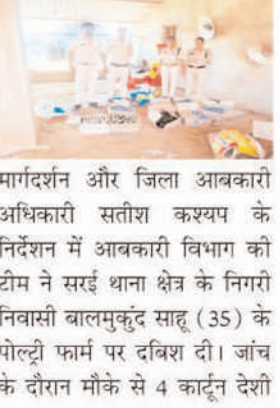 मार्गदर्शन और जिला आबकारी
अधिकारी सतीश कश्यप के
निर्देशन में आबकारी विभाग की
टीम ने सरई थाना क्षेत्र के निगरी
निवासी बालमुकुंद साहू (35) के
पोल्ट्री फार्म पर दबिश दी। जांच
के दौरान मौके से 4 कार्टून देशी